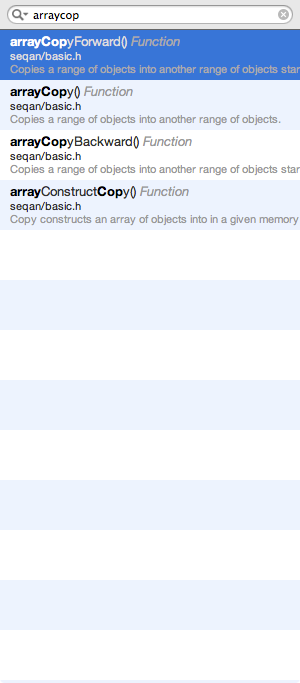 arraycop
arrayCopyForward() Function
seqan/basic.h
Copies a range of objects into another range of objects star
arrayCopy() Function
seqan/basic.h
Copies a range of objects into another range of objects.
arrayCopyBackward() Function
seqan/basic.h
Copies a range of objects into another range of objects star
arrayConstructCopy() Function
seqan/basic.h
Copy constructs an array of objects into in a given memory